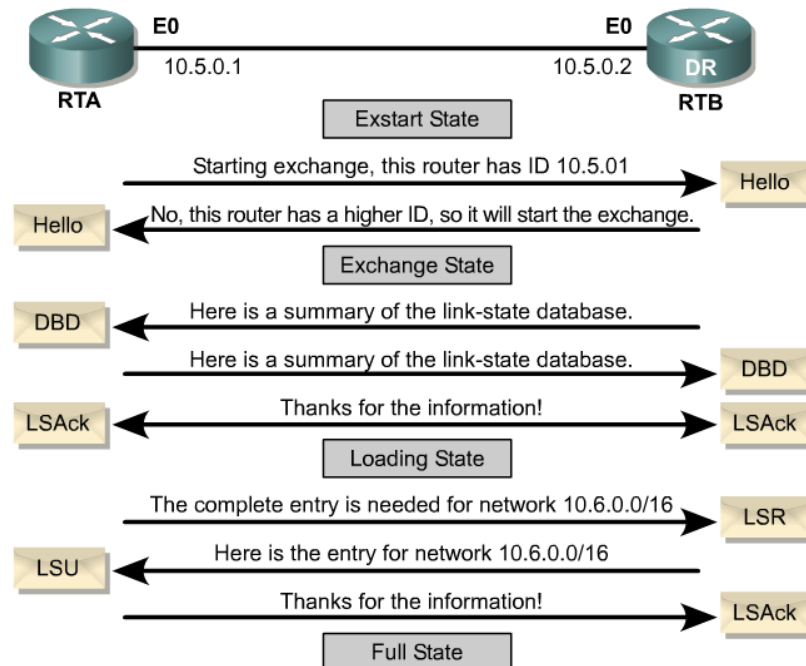 E0
E0
10.5.0.1
10.5.0.2
DR
RTA
RTB
Exstart State
Starting exchange, this router has ID 10.5.01
Hello
Hello
No, this router has a higher ID, so it will start the exchange.
Exchange State
DBD
Here is a summary of the link-state database.
Here is a summary of the link-state database.
DBD
LSAck
Thanks for the information!
LSAck
Loading State
The complete entry is needed for network 10.6.0.0/16
LSR
LSU
Here is the entry for network 10.6.0.0/16
Thanks for the information!
LSAck
Full State